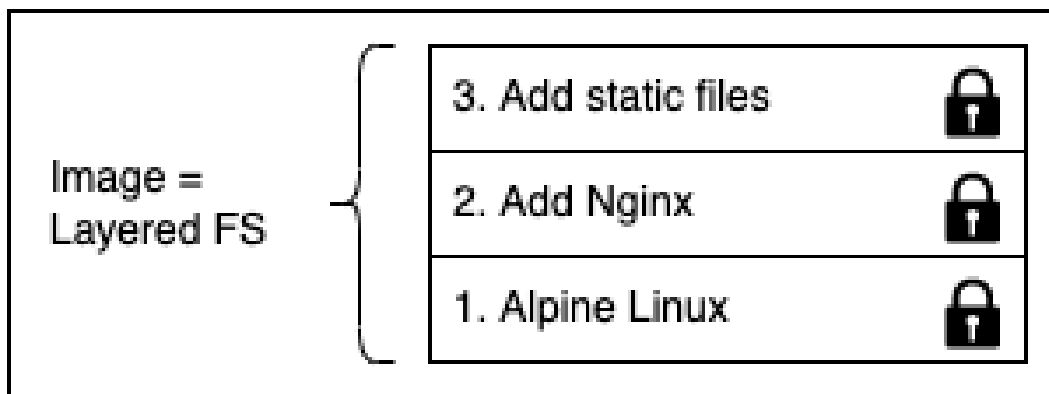 Image =
Layered FS
3. Add static files
2. Add Nginx
1. Alpine Linux